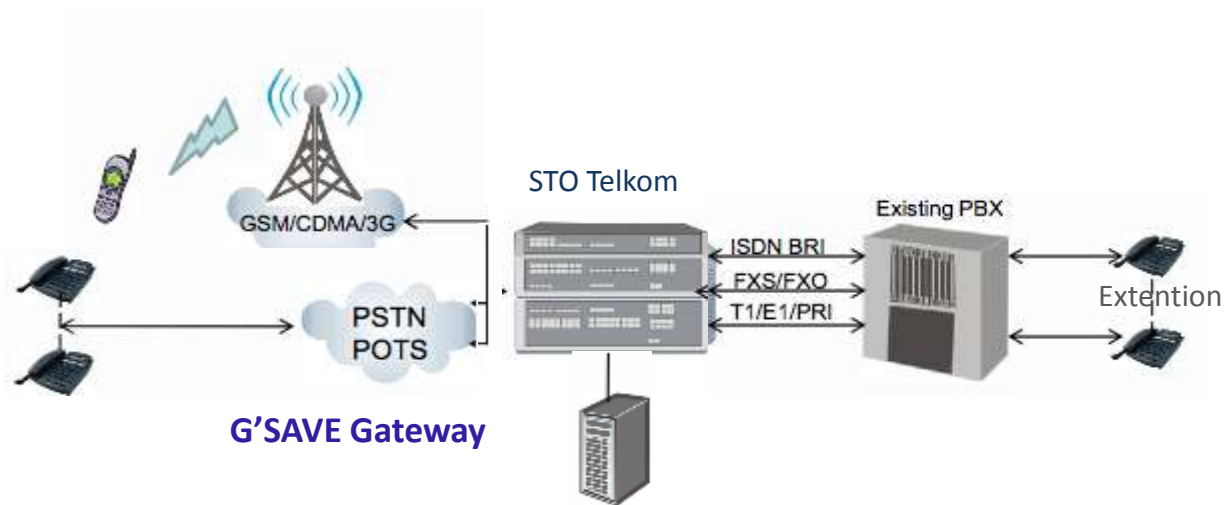 STO Telkom
GSM/CDMA/3G
Existing PBX
ISDN BRI
FXS/FXO
T1/E1/PRI
Extention
PSTN
POTS
G’SAVE Gateway